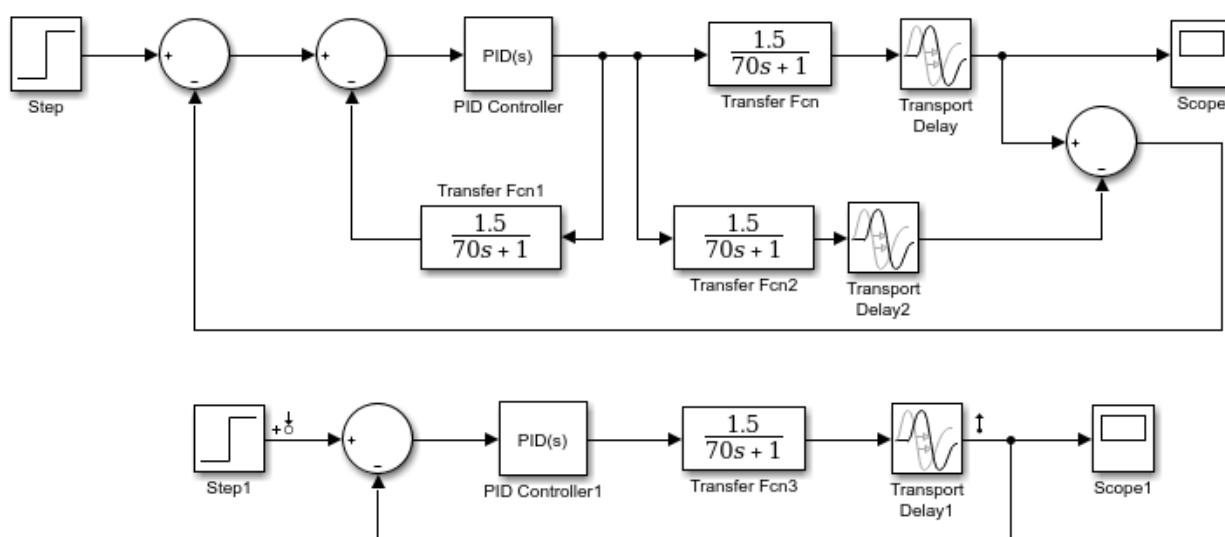 +
−
Step
+
−
PID(s)
PID Controller
1.5
70s + 1
Transfer Fcn
Transport
Delay
Scope
+
−
Transfer Fcn1
1.5
70s + 1
1.5
70s + 1
Transfer Fcn2
Transport
Delay2
Step1
+
+
−
PID(s)
PID Controller1
1.5
70s + 1
Transfer Fcn3
Transport
Delay1
Scope1